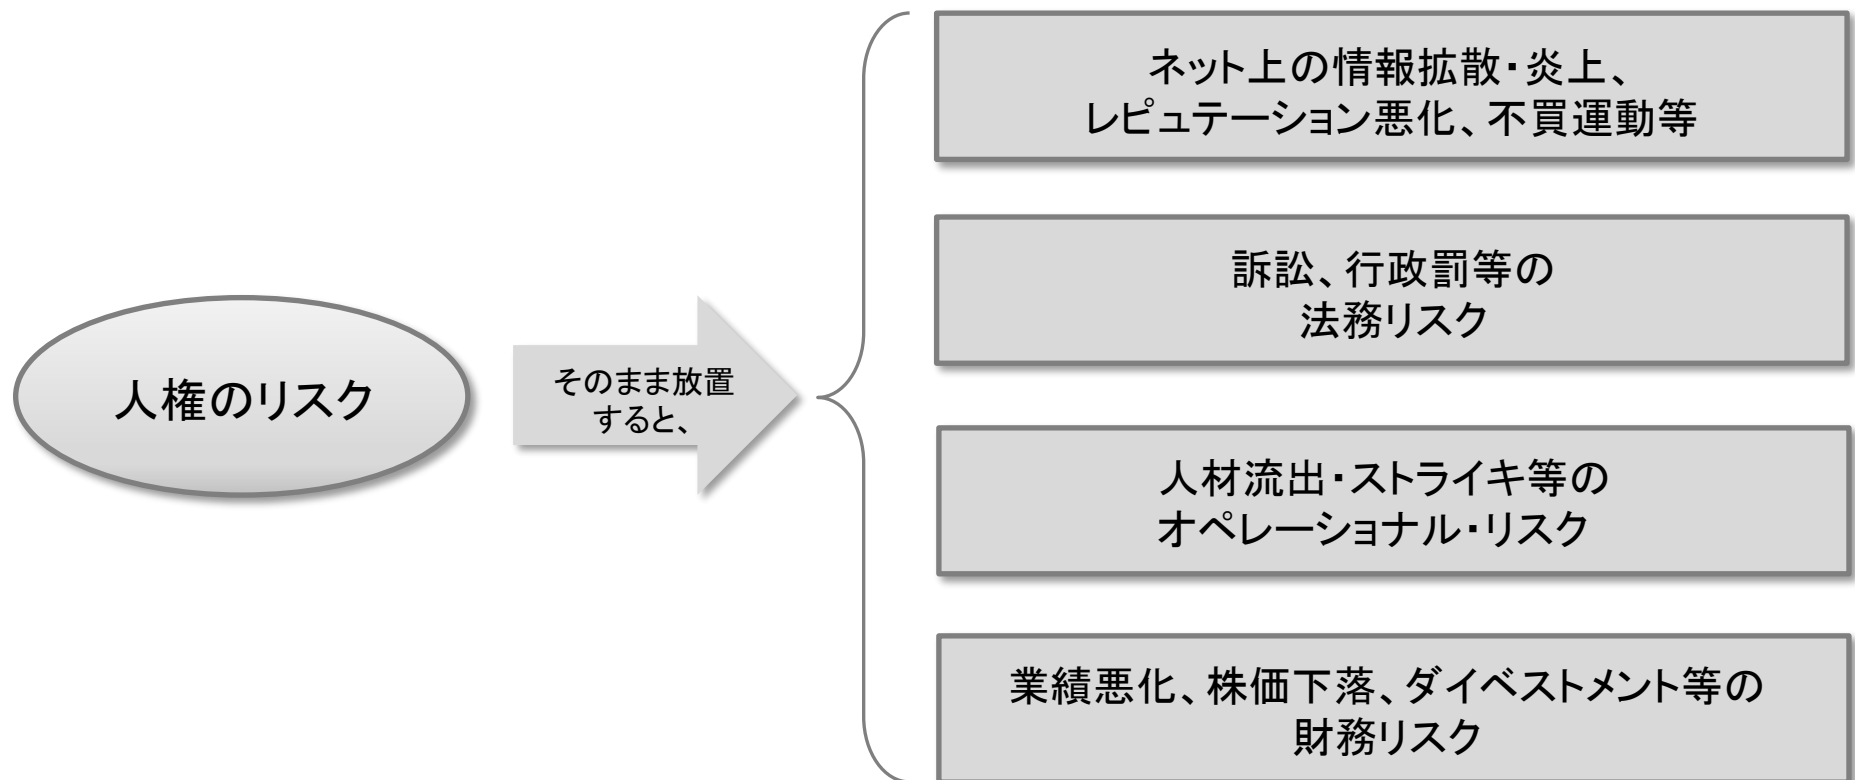 人権のリスク
そのまま放置
すると、
ネット上の情報拡散・炎上、
レピュテーション悪化、不買運動等
訴訟、行政罰等の
法務リスク
人材流出・ストライキ等の
オペレーショナル・リスク
業績悪化、株価下落、ダイベストメント等の
財務リスク